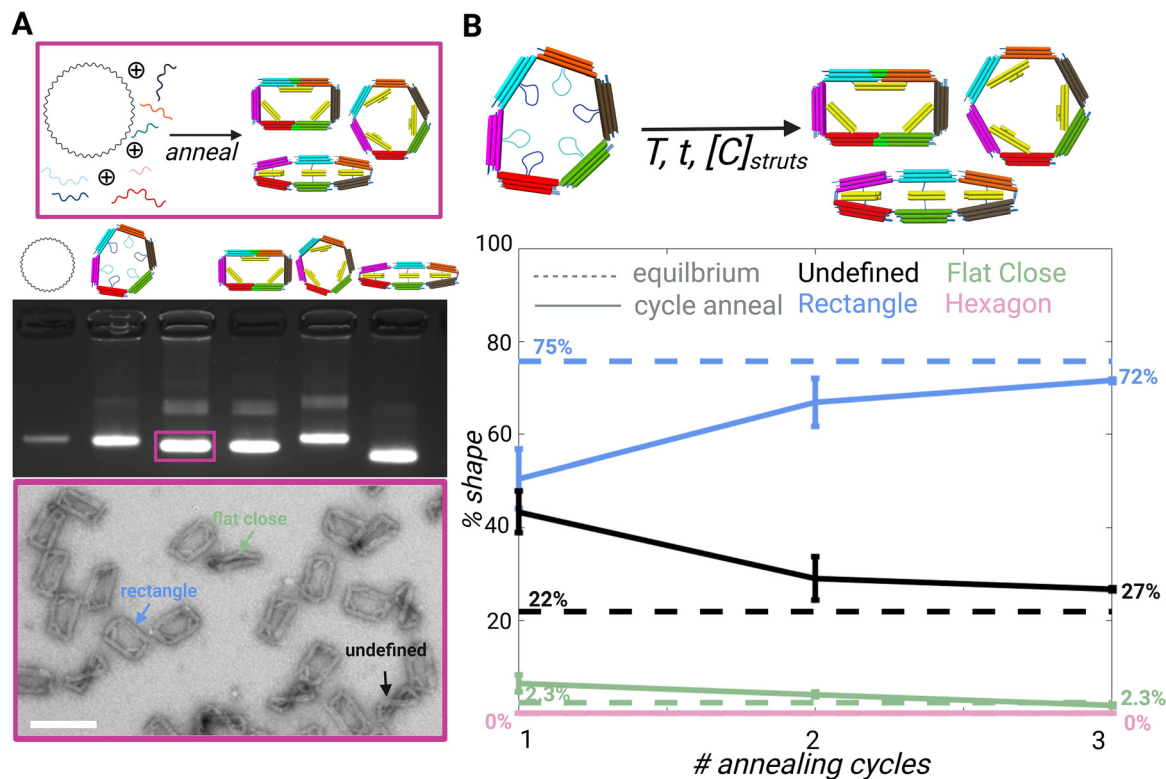 A
anneal
flat close
rectangle
undefined
B
T, t, [C]struts
equilbrium Undefined Flat Close
cycle anneal Rectangle Hexagon
100
80
60
40
20
% shape
75%
72%
22%
27%
2.3%
2.3%
0%
0%
1 2 3
# annealing cycles